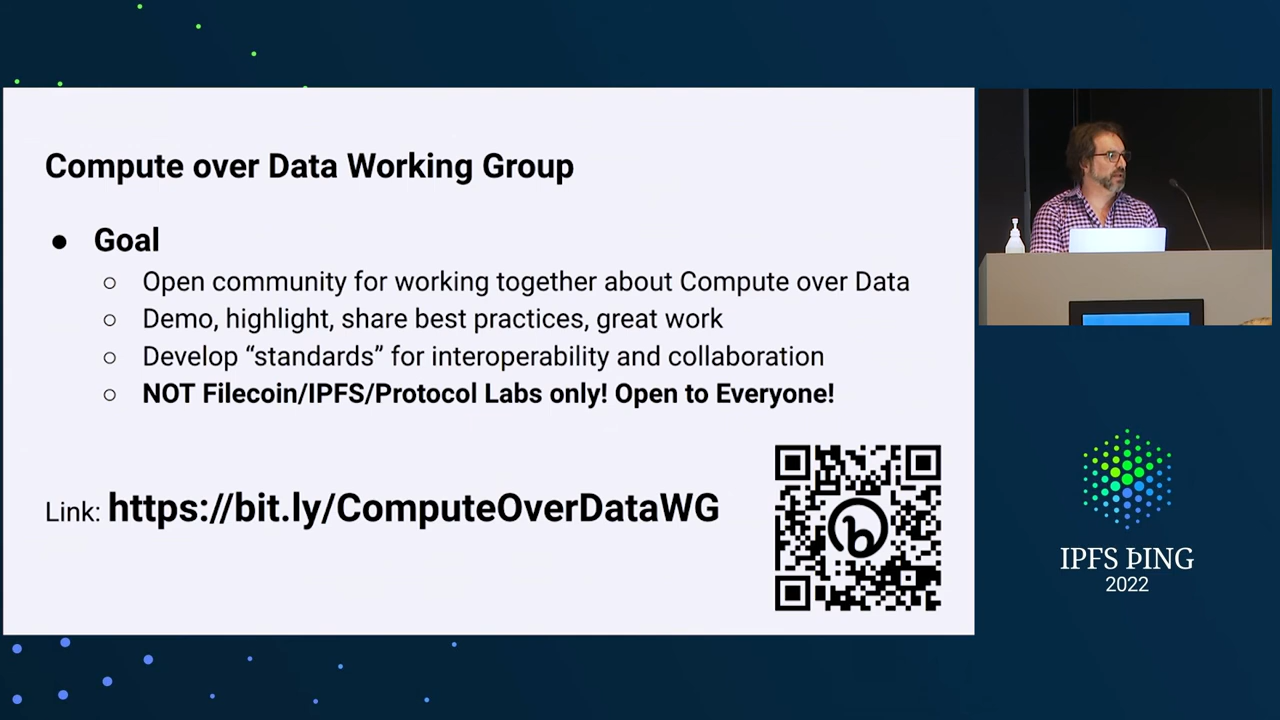 Compute over Data Working Group
● Goal
○ Open community for working together about Compute over Data
○ Demo, highlight, share best practices, great work
○ Develop “standards” for interoperability and collaboration
○ NOT Filecoin/IPFS/Protocol Labs only! Open to Everyone!
Link: https://bit.ly/ComputeOverDataWG
IPFS ÞING
2022